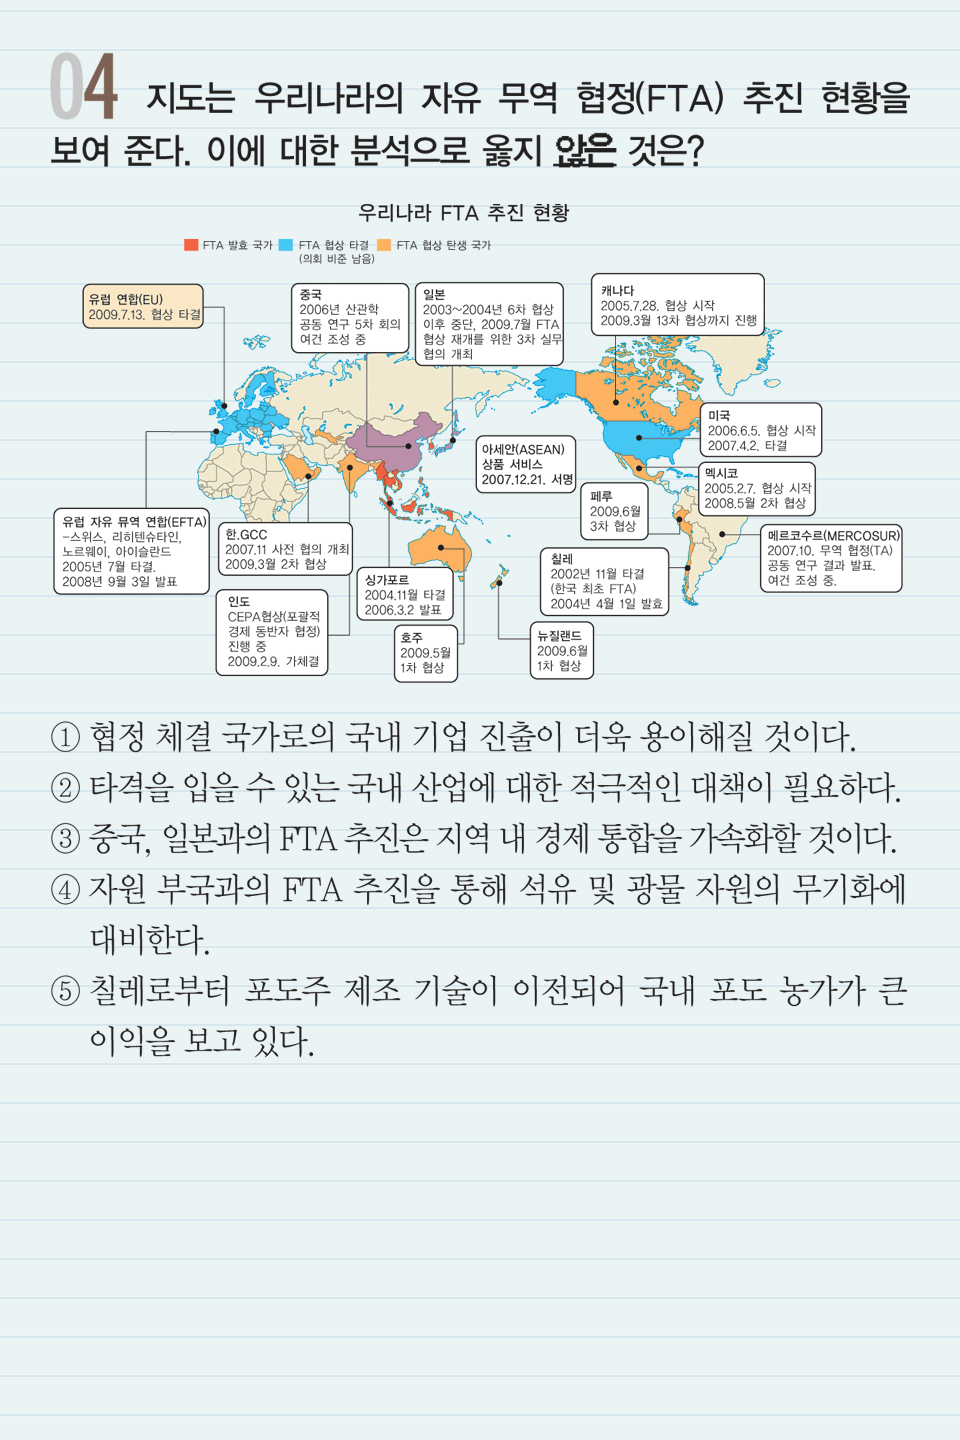 04 지도는 우리나라의 자유 무역 협정(FTA) 추진 현황을
보여 준다. 이에 대한 분석으로 옳지 않은 것은?
우리나라 FTA 추진 현황
FTA 발효 국가
FTA 협상 타결
(의회 비준 남음)
FTA 협상 탄생 국가
유럽 연합(EU)
2009.7.13. 협상 타결
중국
2006년 산관학
공동 연구 5차 회의
여건 조성 중
일본
2003~2004년 6차 협상
이후 중단, 2009.7월 FTA
협상 재개를 위한 3차 실무
협의 개최
캐나다
2005.7.28. 협상 시작
2009.3월 13차 협상까지 진행
미국
2006.6.5. 협상 시작
2007.4.2. 타결
아세안(ASEAN)
상품 서비스
2007.12.21. 서명
멕시코
2005.2.7. 협상 시작
2008.5월 2차 협상
페루
2009.6월
3차 협상
유럽 자유 뮤역 연합(EFTA)
-스위스, 리히텐슈타인,
노르웨이, 아이슬란드
2005년 7월 타결.
2008년 9월 3일 발표
한.GCC
2007.11 사전 협의 개최
2009.3월 2차 협상
메르코수르(MERCOSUR)
2007.10. 무역 협정(TA)
공동 연구 결과 발표.
여건 조성 중.
칠레
2002년 11월 타결
(한국 최초 FTA)
2004년 4월 1일 발효
싱가포르
2004.11월 타결
2006.3.2 발표
인도
CEPA협상(포괄적
경제 동반자 협정)
진행 중
2009.2.9. 가체결
호주
2009.5월
1차 협상
뉴질랜드
2009.6월
1차 협상
① 협정 체결 국가로의 국내 기업 진출이 더욱 용이해질 것이다.
② 타격을 입을 수 있는 국내 산업에 대한 적극적인 대책이 필요하다.
③ 중국, 일본과의 FTA 추진은 지역 내 경제 통합을 가속화할 것이다.
④ 자원 부국과의 FTA 추진을 통해 석유 및 광물 자원의 무기화에
대비한다.
⑤ 칠레로부터 포도주 제조 기술이 이전되어 국내 포도 농가가 큰
이익을 보고 있다.